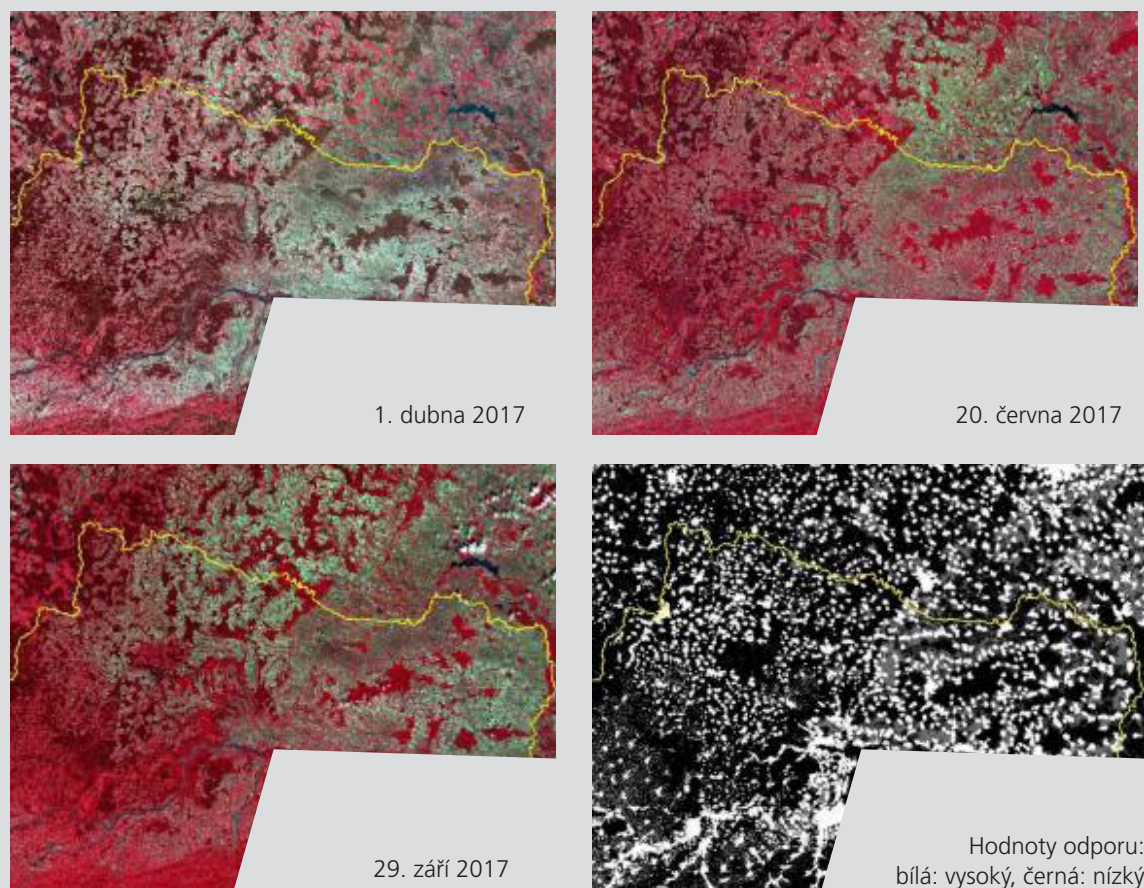 1. dubna 2017
20. června 2017
29. září 2017
Hodnoty odporu:
bílá: vysoký, černá: nízký